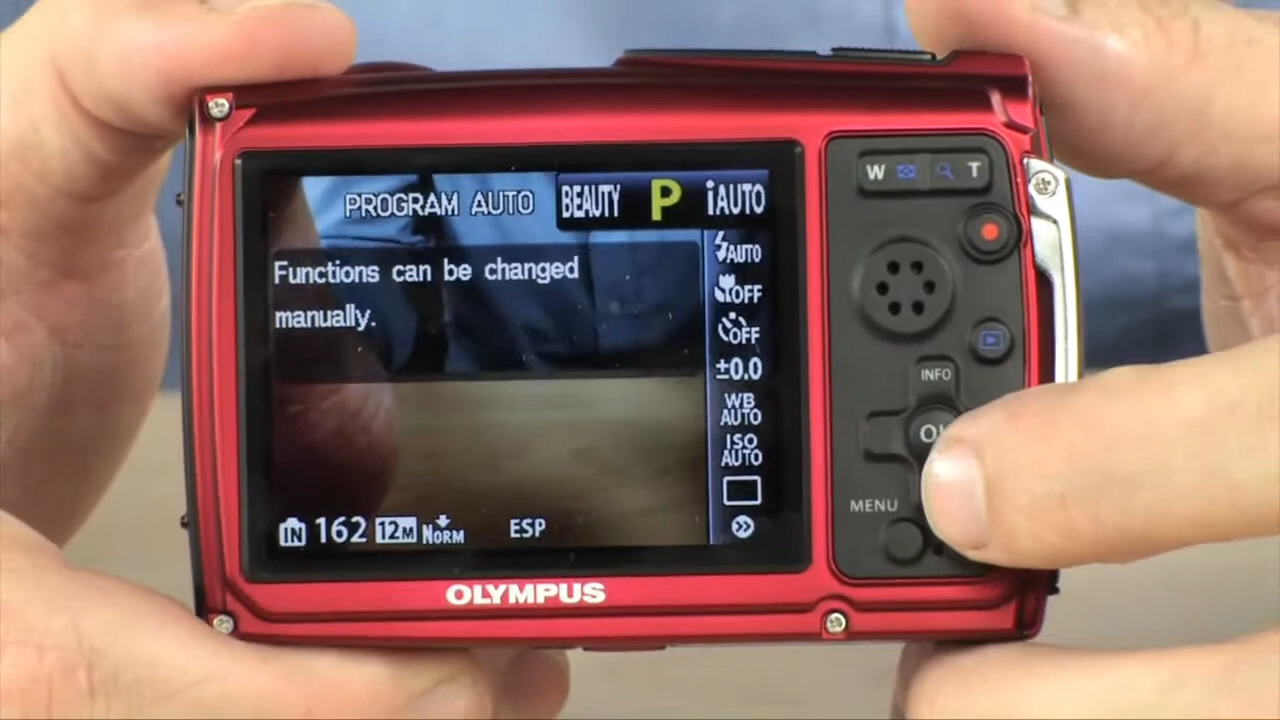 PROGRAM AUTO BEAUTY P iAUTO
Functions can be changed
manually.
AUTO
OFF
OFF
±0.0
WB
AUTO
ISO
AUTO
IN 162 12M NORM ESP
OLYMPUS
W T
INFO
MENU